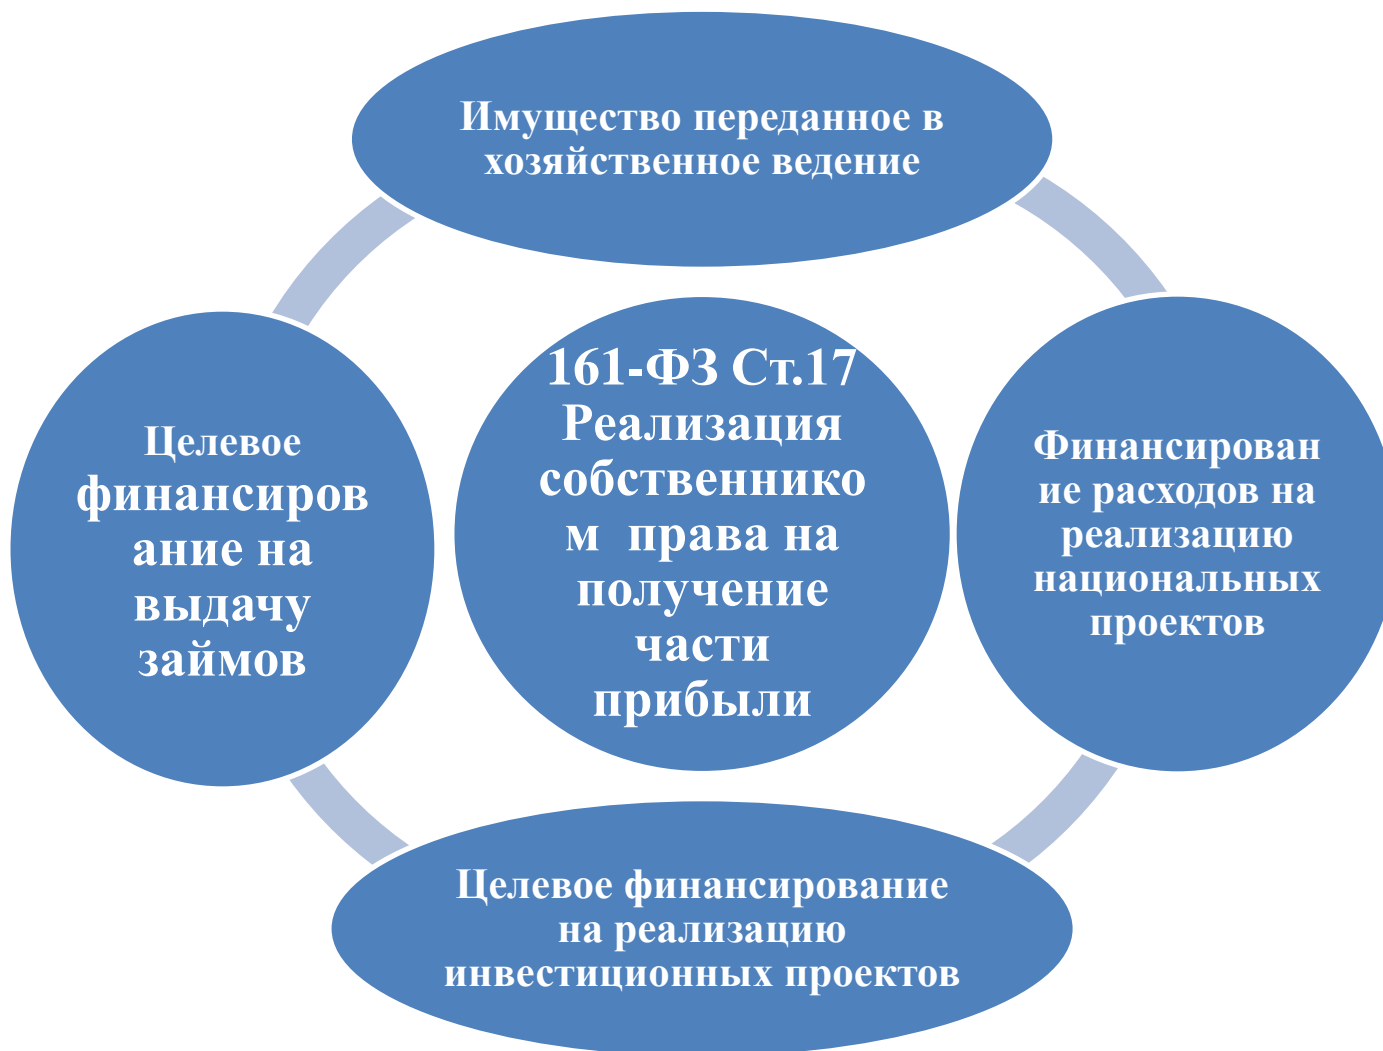 Имущество переданное в
хозяйственное ведение
161-ФЗ Ст.17
Реализация
собственнико
м  права на
получение
части
прибыли
Целевое
финансиров
ание на
выдачу
займов
Финансирован
ие расходов на
реализацию
национальных
проектов
Целевое финансирование
на реализацию
инвестиционных проектов